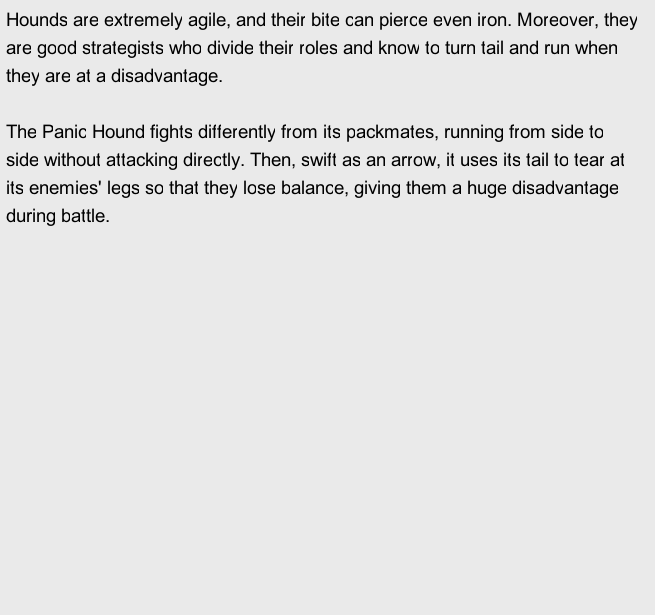 Hounds are extremely agile, and their bite can pierce even iron. Moreover, they
are good strategists who divide their roles and know to turn tail and run when
they are at a disadvantage.

The Panic Hound fights differently from its packmates, running from side to
side without attacking directly. Then, swift as an arrow, it uses its tail to tear at
its enemies' legs so that they lose balance, giving them a huge disadvantage
during battle.